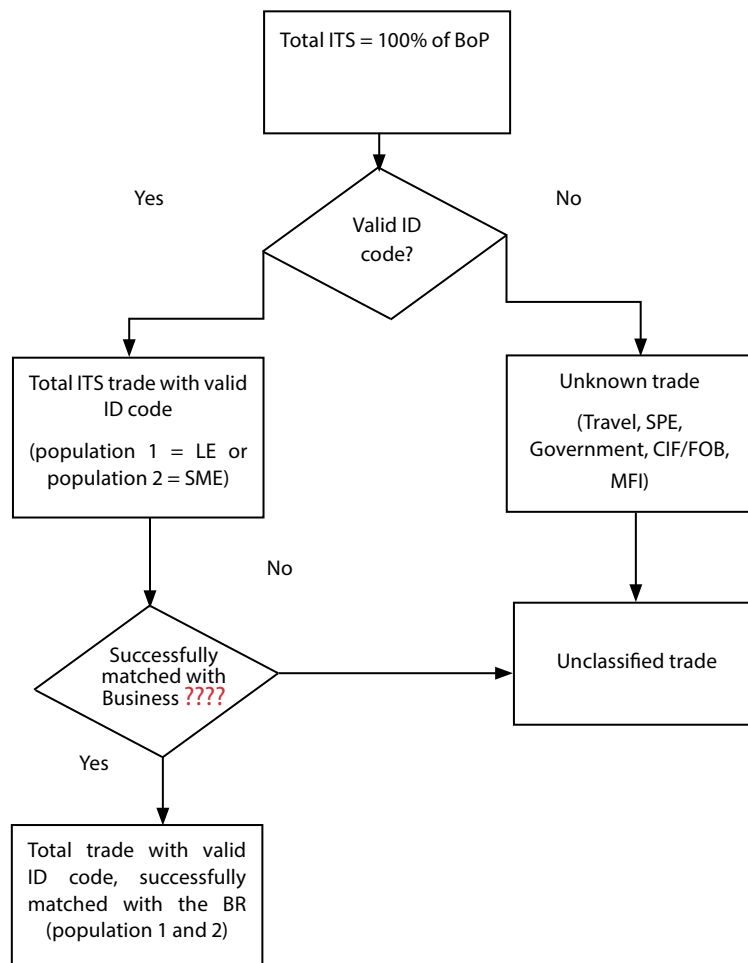 Total ITS = 100% of BoP
Yes
No
Valid ID
code?
Total ITS trade with valid
ID code
(population 1 = LE or
population 2 = SME)
Unknown trade
(Travel, SPE,
Government, CIF/FOB,
MFI)
No
Successfully
matched with
Business ????
Unclassified trade
Yes
Total trade with valid
ID code, successfully
matched with the BR
(population 1 and 2)